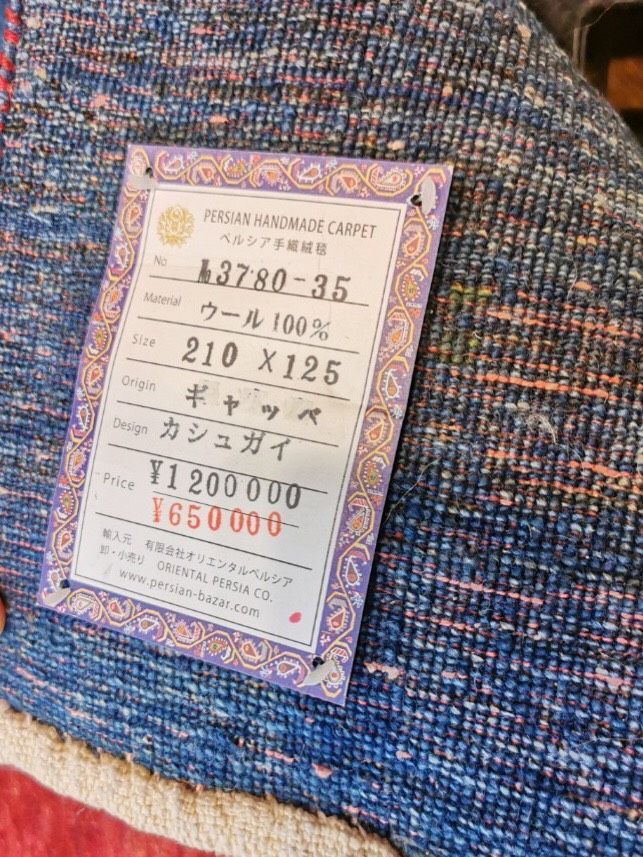 PERSIAN HANDMADE CARPET
ペルシア手織絨毯
No №3780-35
Material ウール100%
Size 210 X125
Origin ギャッベ
Design カシュガイ
Price ¥1200000
¥650000
輸入元 有限会社オリエンタルペルシア
卸・小売り ORIENTAL PERSIA CO.
www.persian-bazar.com